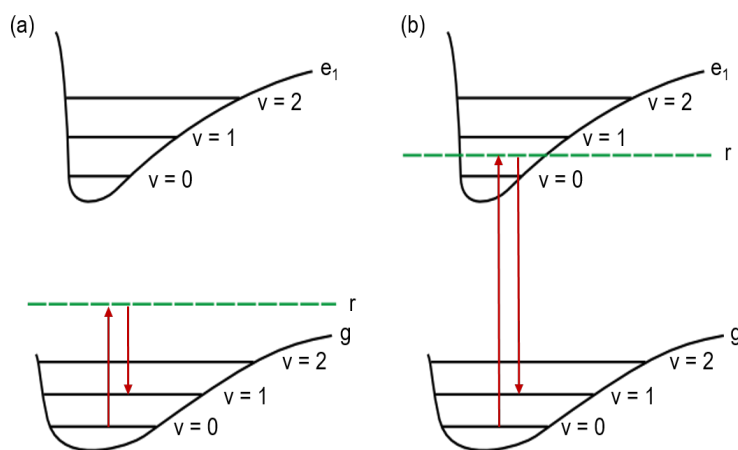 (a)
e₁
v = 2
v = 1
v = 0
r
g
v = 2
v = 1
v = 0
(b)
e₁
v = 2
v = 1
r
v = 0
g
v = 2
v = 1
v = 0